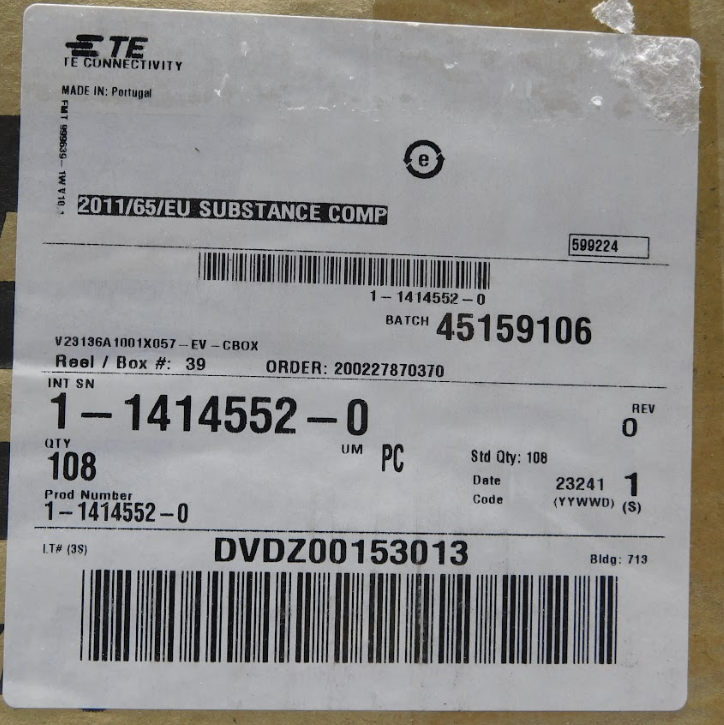 TE
TE CONNECTIVITY
MADE IN: Portugal
FMT 999639-1W V10.1
e
2011/65/EU SUBSTANCE COMP
599224
1-1414552-0
BATCH 45159106
V23136A1001X057-EV-CBOX
Reel / Box #: 39 ORDER: 200227870370
INT SN
1-1414552-0
REV
0
QTY
108
UM PC
Std Qty: 108
Date Code 23241 (YYWWD) 1 (S)
Prod Number
1-1414552-0
LT# (3S) DVDZ00153013 Bldg: 713